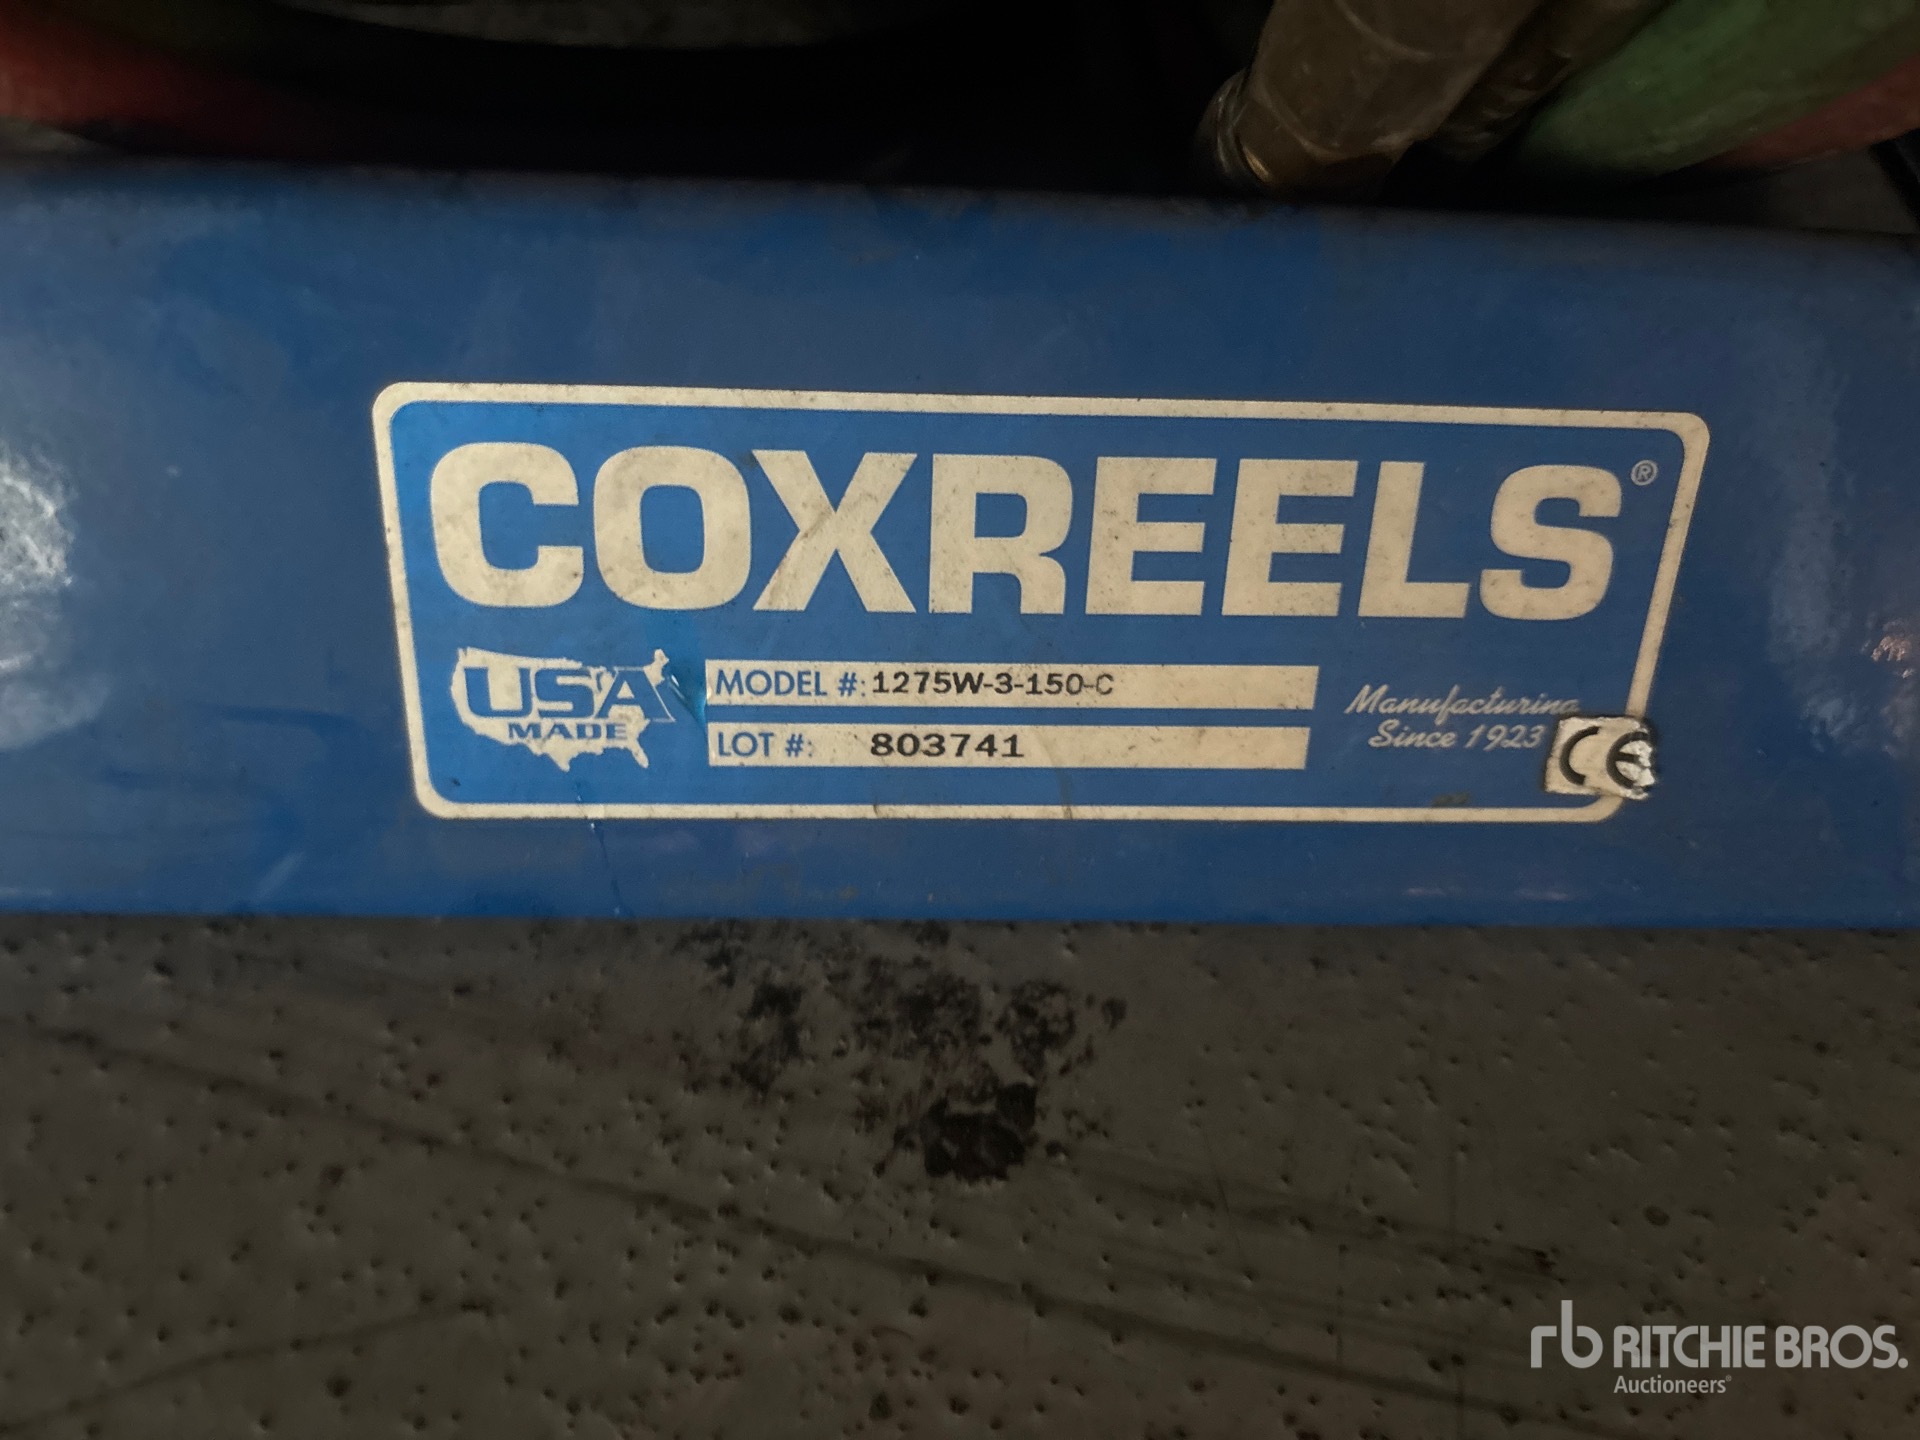 COXREELS®
USA
MADE
MODEL #: 1275W-3-150-C
LOT #: 803741
Manufacturing
Since 1923
CE
rb RITCHIE BROS.
Auctioneers®